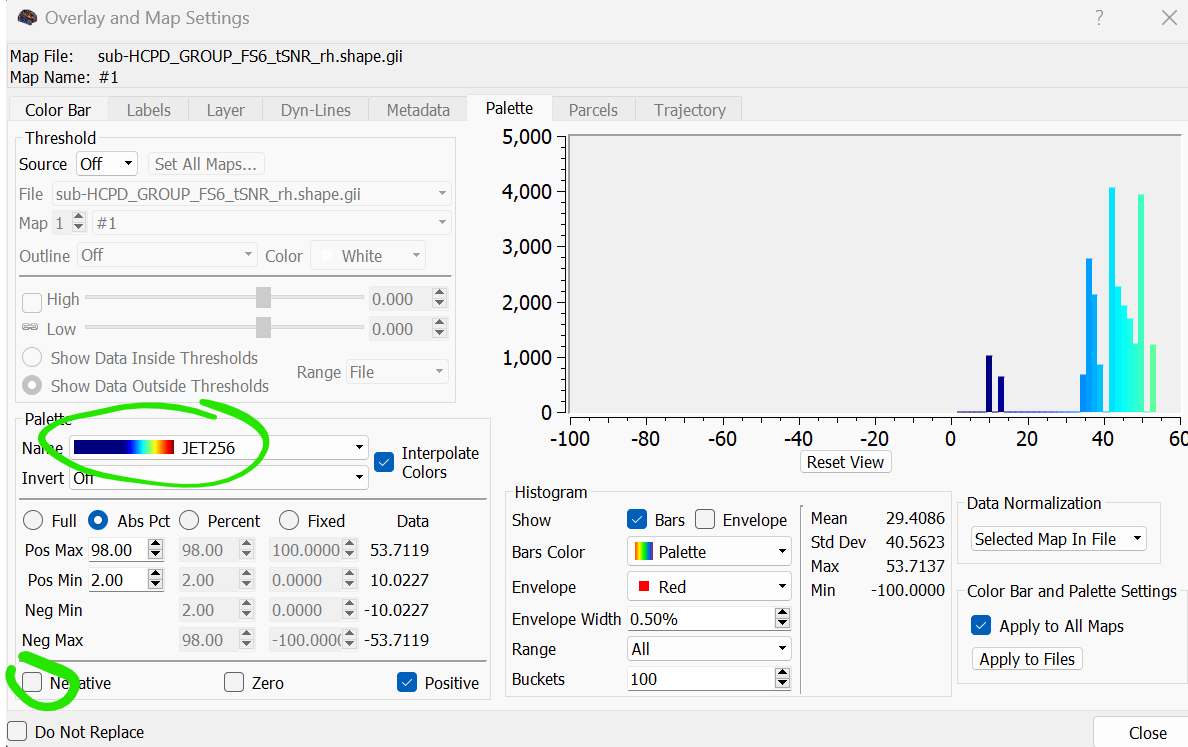 Overlay and Map Settings ?
Map File: sub-HCPD_GROUP_FS6_tSNR_rh.shape.gii
Map Name: #1
Color Bar Labels Layer Dyn-Lines Metadata Palette Parcels Trajectory
Threshold
Source Off Set All Maps...
File sub-HCPD_GROUP_FS6_tSNR_rh.shape.gii
Map 1 #1
Outline Off Color White
High 0.000
Low 0.000
Show Data Inside Thresholds
Show Data Outside Thresholds
Range File
Palette
Name JET256
Invert Off
Interpolate
Colors
Full Abs Pct Percent Fixed Data
Pos Max 98.00 98.00 100.0000 53.7119
Pos Min 2.00 2.00 0.0000 10.0227
Neg Min 2.00 0.0000 -10.0227
Neg Max 98.00 -100.000 -53.7119
Negative Zero Positive
5,000
4,000
3,000
2,000
1,000
0
-100 -80 -60 -40 -20 0 20 40 60
Reset View
Histogram
Show Bars Envelope
Bars Color Palette
Envelope Red
Envelope Width 0.50%
Range All
Buckets 100
Mean 29.4086
Std Dev 40.5623
Max 53.7137
Min -100.0000
Data Normalization
Selected Map In File
Color Bar and Palette Settings
Apply to All Maps
Apply to Files
Do Not Replace
Close